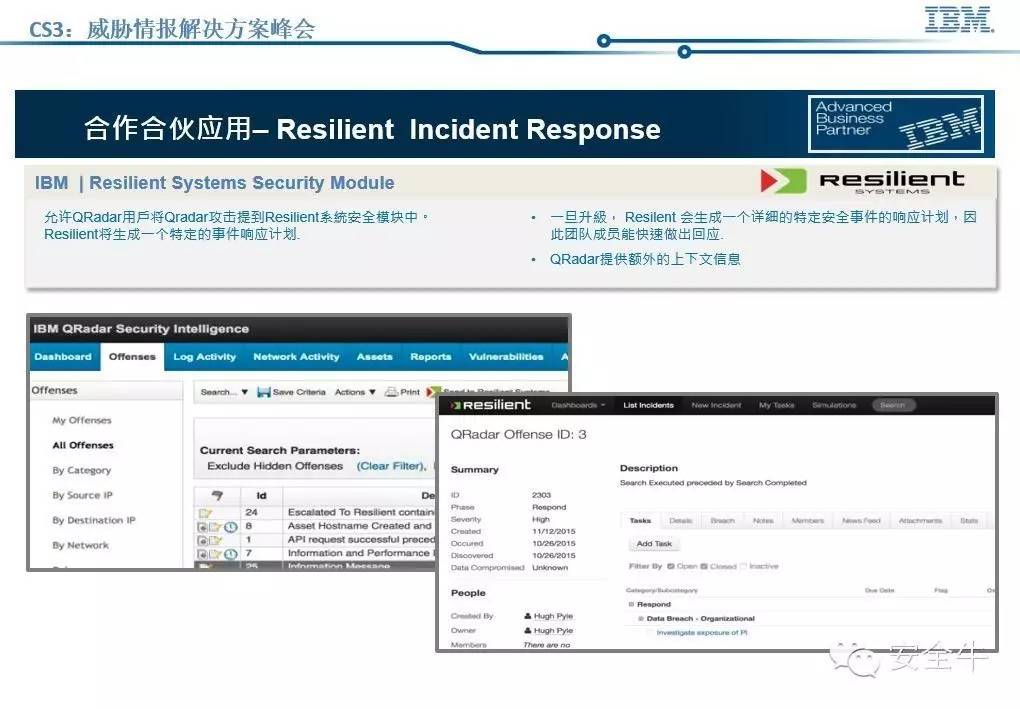 CS3：威胁情报解决方案峰会
IBM
合作合伙应用– Resilient Incident Response
Advanced
Business
Partner
IBM
IBM | Resilient Systems Security Module
Resilient
SYSTEMS
允许QRadar用戶将Qradar攻击提到Resilient系統安全模块中。
Resilient将生成一个特定的事件响应计划.
• 一旦升級， Resilent 会生成一个详細的特定安全事件的响应计划，因
此团队成员能快速做出回应.
• QRadar提供额外的上下文信息
IBM QRadar Security Intelligence
Dashboard Offenses Log Activity Network Activity Assets Reports Vulnerabilities A
Offenses
My Offenses
All Offenses
By Category
By Source IP
By Destination IP
By Network
Search... Save Criteria Actions Print Send to Resilient Systems
Current Search Parameters:
Exclude Hidden Offenses (Clear Filter),
Id De
24 Escalated To Resilient contain
8 Asset Hostname Created and
1 API request successful preced
7 Information and Performance
25 Information Message
resilient Dashboards List Incidents New Incident My Tasks Simulations Search
QRadar Offense ID: 3
Summary
ID 2303
Phase Respond
Severity High
Created 11/12/2015
Occured 10/26/2015
Discovered 10/26/2015
Data Compromised Unknown
People
Created By Hugh Pyle
Owner Hugh Pyle
Members There are no
Description
Search Executed preceded by Search Completed
Tasks Details Breach Notes Members News Feed Attachments Stats
Add Task
Filter By Open Closed Inactive
Category/Subcategory Due Date Flag
Respond
Data Breach - Organizational
Investigate exposure of PI
安全牛